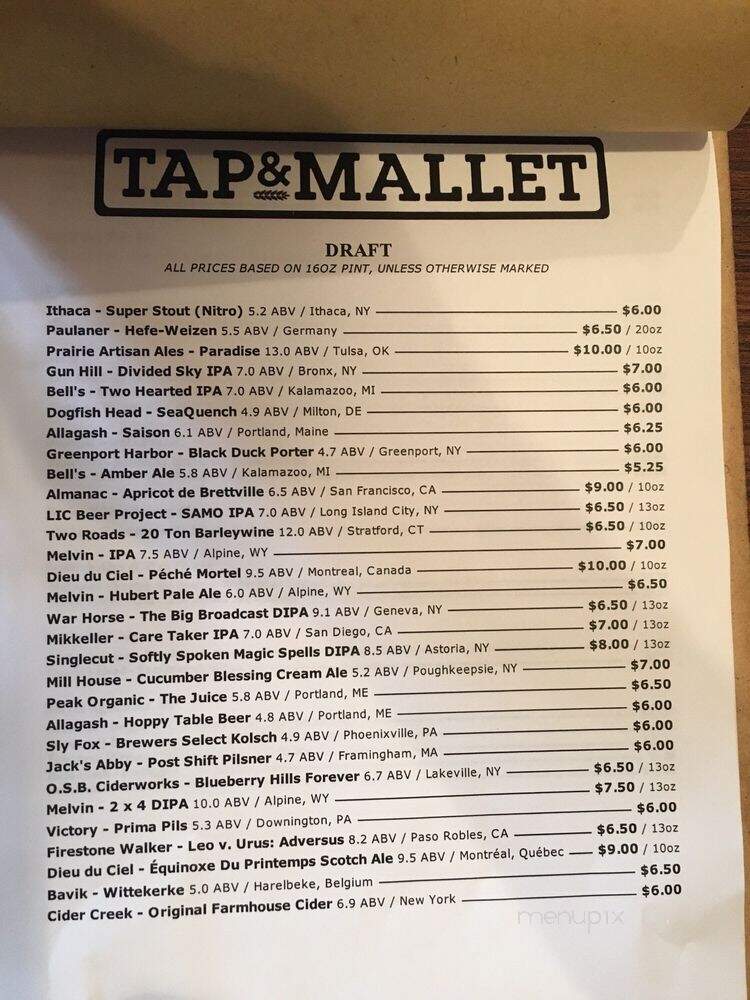 TAP&MALLET
DRAFT
ALL PRICES BASED ON 16OZ PINT, UNLESS OTHERWISE MARKED
Ithaca - Super Stout (Nitro) 5.2 ABV / Ithaca, NY $6.00
Paulaner - Hefe-Weizen 5.5 ABV / Germany $6.50 / 20oz
Prairie Artisan Ales - Paradise 13.0 ABV / Tulsa, OK $10.00 / 10oz
Gun Hill - Divided Sky IPA 7.0 ABV / Bronx, NY $7.00
Bell's - Two Hearted IPA 7.0 ABV / Kalamazoo, MI $6.00
Dogfish Head - SeaQuench 4.9 ABV / Milton, DE $6.00
Allagash - Saison 6.1 ABV / Portland, Maine $6.25
Greenport Harbor - Black Duck Porter 4.7 ABV / Greenport, NY $6.00
Bell's - Amber Ale 5.8 ABV / Kalamazoo, MI $5.25
Almanac - Apricot de Brettville 6.5 ABV / San Francisco, CA $9.00 / 10oz
LIC Beer Project - SAMO IPA 7.0 ABV / Long Island City, NY $6.50 / 13oz
Two Roads - 20 Ton Barleywine 12.0 ABV / Stratford, CT $6.50 / 10oz
Melvin - IPA 7.5 ABV / Alpine, WY $7.00
Dieu du Ciel - Péché Mortel 9.5 ABV / Montreal, Canada $10.00 / 10oz
Melvin - Hubert Pale Ale 6.0 ABV / Alpine, WY $6.50
War Horse - The Big Broadcast DIPA 9.1 ABV / Geneva, NY $6.50 / 13oz
Mikkeller - Care Taker IPA 7.0 ABV / San Diego, CA $7.00 / 13oz
Singlecut - Softly Spoken Magic Spells DIPA 8.5 ABV / Astoria, NY $8.00 / 13oz
Mill House - Cucumber Blessing Cream Ale 5.2 ABV / Poughkeepsie, NY $7.00
Peak Organic - The Juice 5.8 ABV / Portland, ME $6.50
Allagash - Hoppy Table Beer 4.8 ABV / Portland, ME $6.00
Sly Fox - Brewers Select Kolsch 4.9 ABV / Phoenixville, PA $6.00
Jack's Abby - Post Shift Pilsner 4.7 ABV / Framingham, MA $6.00
O.S.B. Ciderworks - Blueberry Hills Forever 6.7 ABV / Lakeville, NY $6.50 / 13oz
Melvin - 2 x 4 DIPA 10.0 ABV / Alpine, WY $7.50 / 13oz
Victory - Prima Pils 5.3 ABV / Downington, PA $6.00
Firestone Walker - Leo v. Urus: Adversus 8.2 ABV / Paso Robles, CA $6.50 / 13oz
Dieu du Ciel - Équinoxe Du Printemps Scotch Ale 9.5 ABV / Montréal, Québec $9.00 / 10oz
Bavik - Wittekerke 5.0 ABV / Harelbeke, Belgium $6.50
Cider Creek - Original Farmhouse Cider 6.9 ABV / New York $6.00
menupix